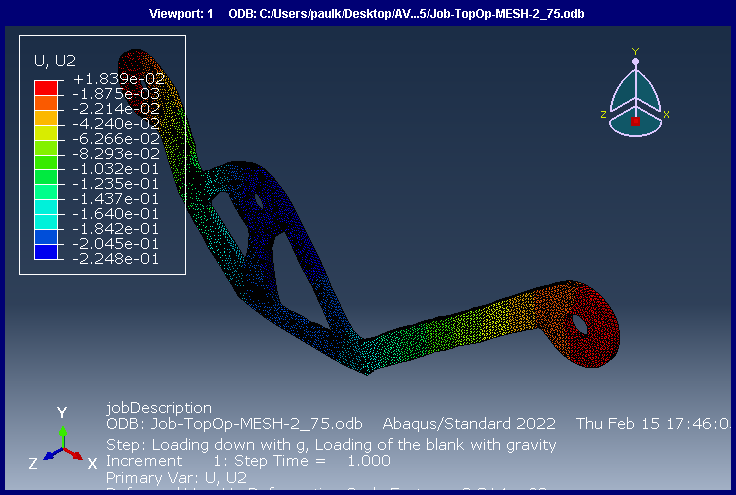 Viewport: 1    ODB: C:/Users/paulk/Desktop/AV...5/Job-TopOp-MESH-2_75.odb
U, U2
+1.839e-02
-1.875e-03
-2.214e-02
-4.240e-02
-6.266e-02
-8.293e-02
-1.032e-01
-1.235e-01
-1.437e-01
-1.640e-01
-1.842e-01
-2.045e-01
-2.248e-01
Y
Z X
Y
Z X
jobDescription
ODB: Job-TopOp-MESH-2_75.odb    Abaqus/Standard 2022    Thu Feb 15 17:46:0
Step: Loading down with g, Loading of the blank with gravity
Increment    1: Step Time =    1.000
Primary Var: U, U2